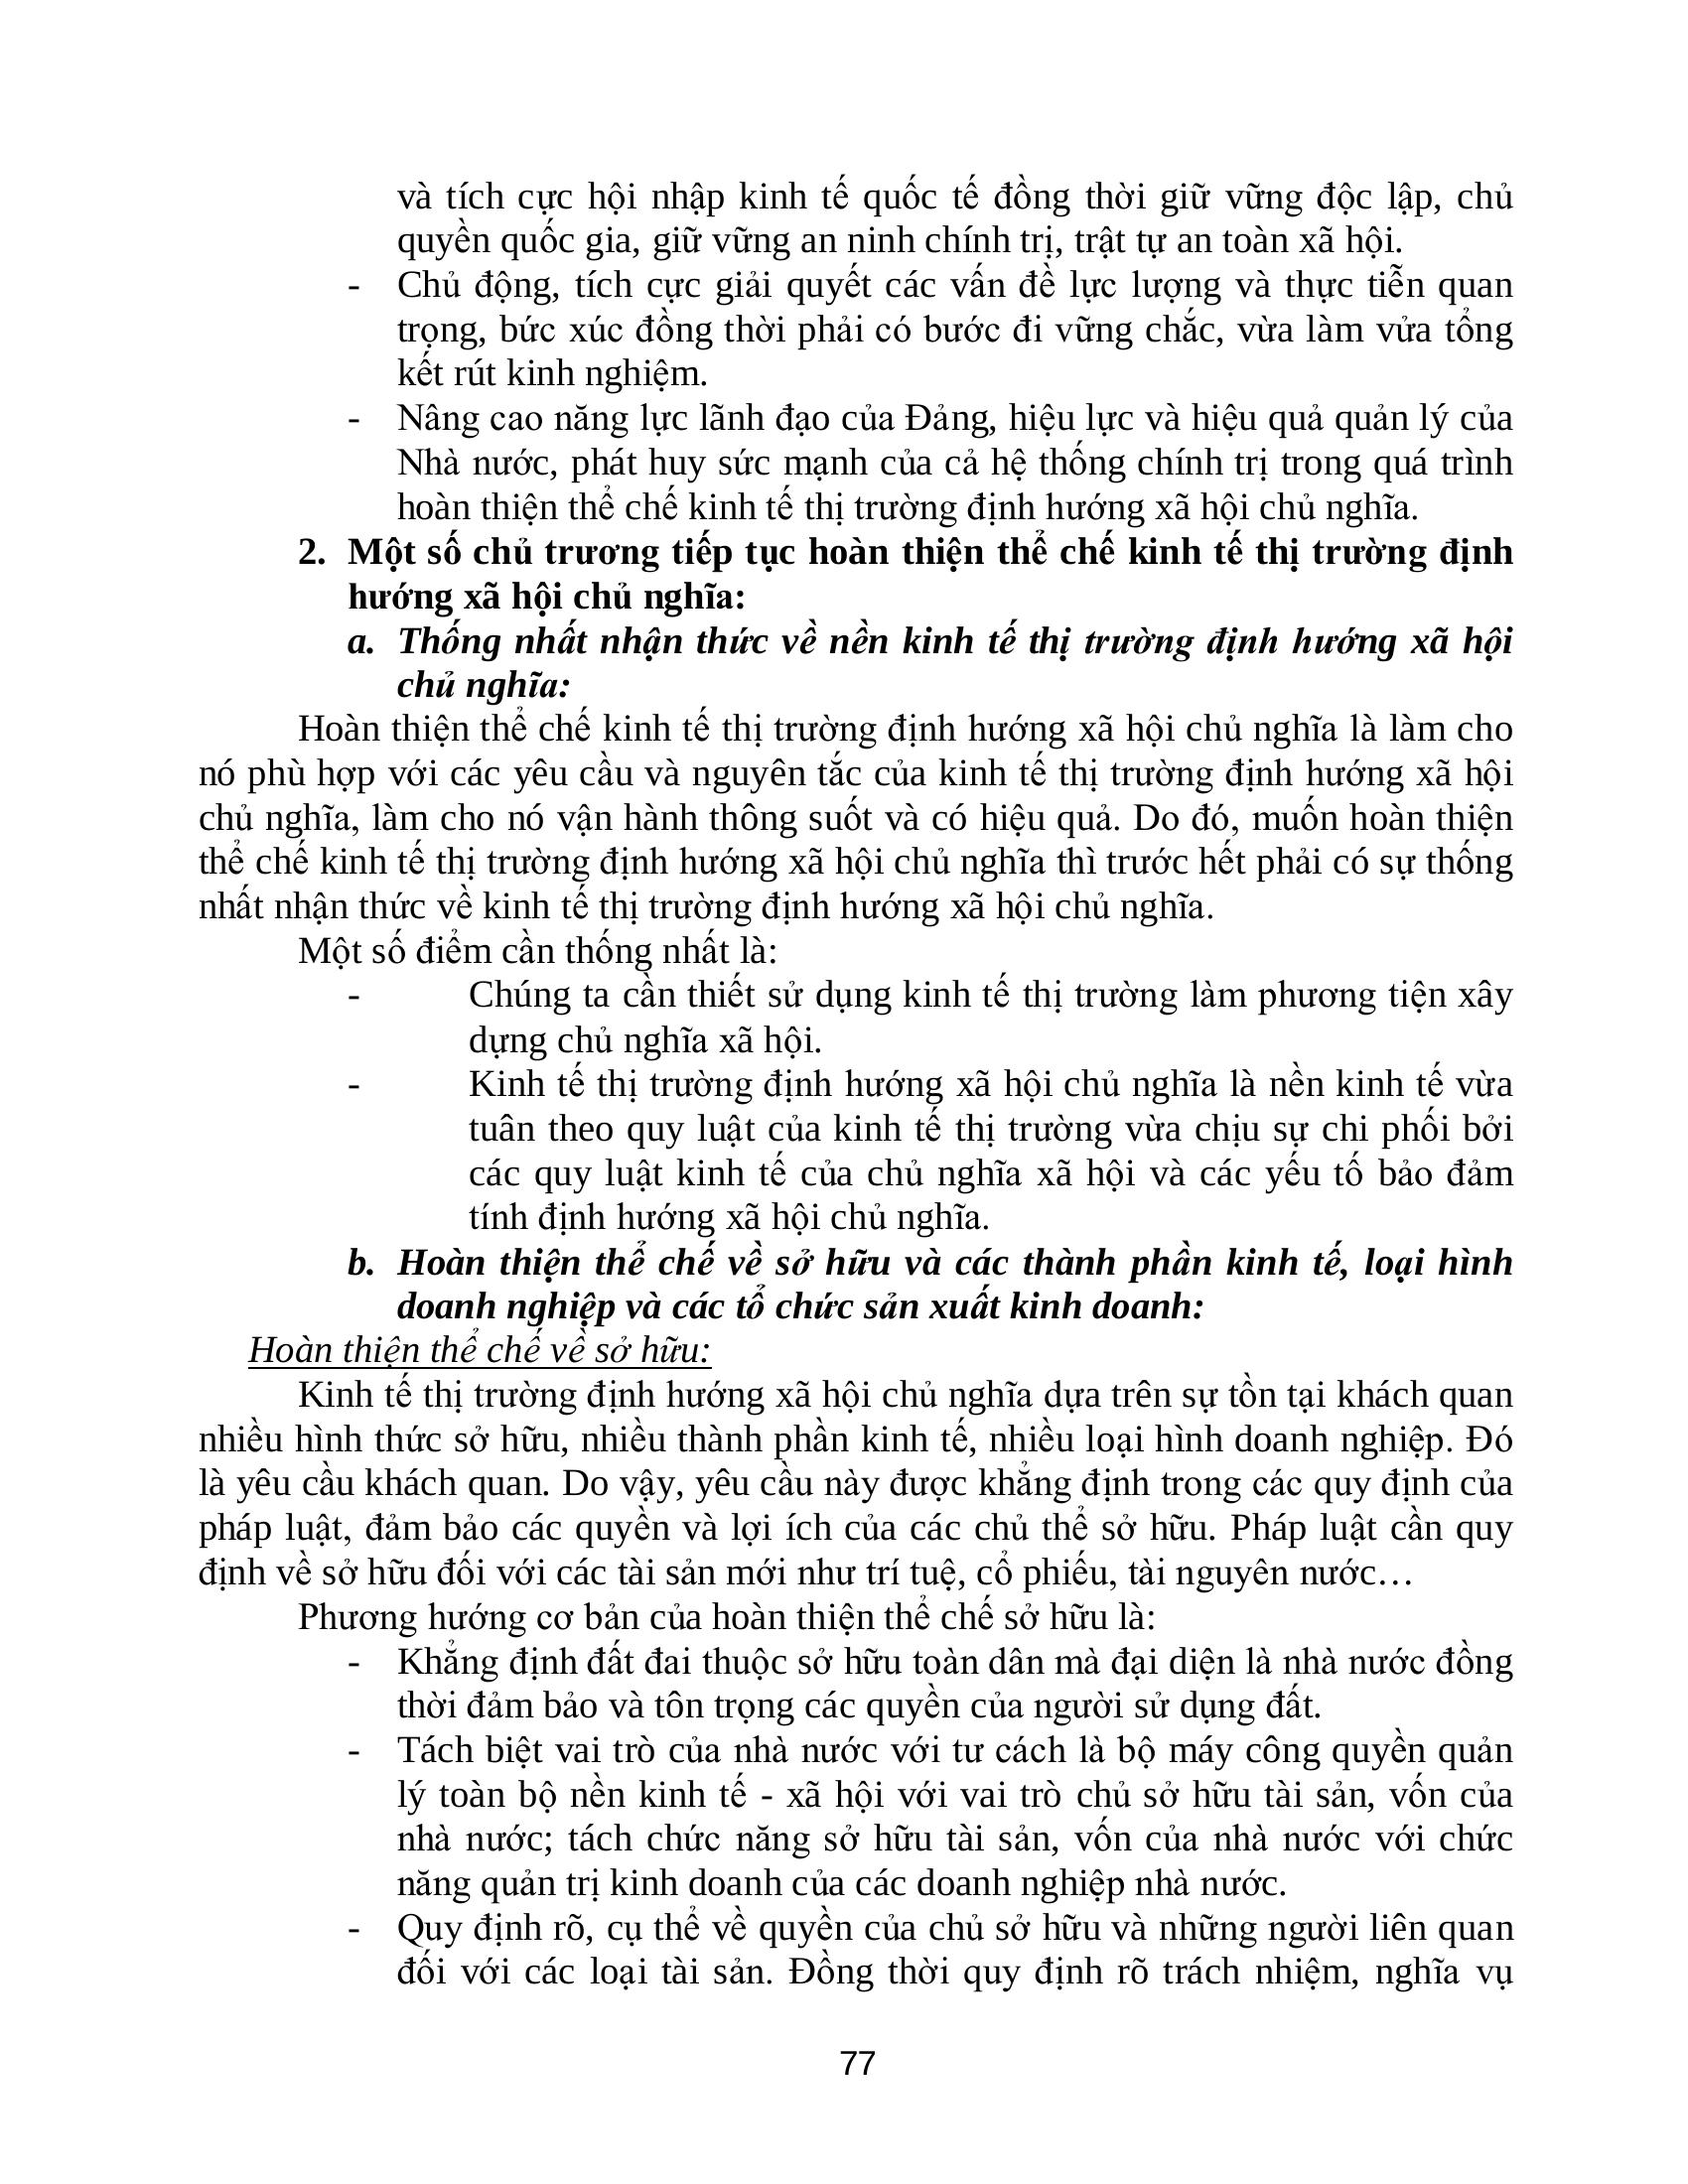 và tích cực hội nhập kinh tế quốc tế đồng thời giữ vững độc lập, chủ
quyền quốc gia, giữ vững an ninh chính trị, trật tự an toàn xã hội.
- Chủ động, tích cực giải quyết các vấn đề lực lượng và thực tiễn quan
trọng, bức xúc đồng thời phải có bước đi vững chắc, vừa làm vửa tổng
kết rút kinh nghiệm.
- Nâng cao năng lực lãnh đạo của Đảng, hiệu lực và hiệu quả quản lý của
Nhà nước, phát huy sức mạnh của cả hệ thống chính trị trong quá trình
hoàn thiện thể chế kinh tế thị trường định hướng xã hội chủ nghĩa.
2. Một số chủ trương tiếp tục hoàn thiện thể chế kinh tế thị trường định
hướng xã hội chủ nghĩa:
a. Thống nhất nhận thức về nền kinh tế thị trường định hướng xã hội
chủ nghĩa:
Hoàn thiện thể chế kinh tế thị trường định hướng xã hội chủ nghĩa là làm cho
nó phù hợp với các yêu cầu và nguyên tắc của kinh tế thị trường định hướng xã hội
chủ nghĩa, làm cho nó vận hành thông suốt và có hiệu quả. Do đó, muốn hoàn thiện
thể chế kinh tế thị trường định hướng xã hội chủ nghĩa thì trước hết phải có sự thống
nhất nhận thức về kinh tế thị trường định hướng xã hội chủ nghĩa.
Một số điểm cần thống nhất là:
- Chúng ta cần thiết sử dụng kinh tế thị trường làm phương tiện xây
dựng chủ nghĩa xã hội.
- Kinh tế thị trường định hướng xã hội chủ nghĩa là nền kinh tế vừa
tuân theo quy luật của kinh tế thị trường vừa chịu sự chi phối bởi
các quy luật kinh tế của chủ nghĩa xã hội và các yếu tố bảo đảm
tính định hướng xã hội chủ nghĩa.
b. Hoàn thiện thể chế về sở hữu và các thành phần kinh tế, loại hình
doanh nghiệp và các tổ chức sản xuất kinh doanh:
Hoàn thiện thể chế về sở hữu:
Kinh tế thị trường định hướng xã hội chủ nghĩa dựa trên sự tồn tại khách quan
nhiều hình thức sở hữu, nhiều thành phần kinh tế, nhiều loại hình doanh nghiệp. Đó
là yêu cầu khách quan. Do vậy, yêu cầu này được khẳng định trong các quy định của
pháp luật, đảm bảo các quyền và lợi ích của các chủ thể sở hữu. Pháp luật cần quy
định về sở hữu đối với các tài sản mới như trí tuệ, cổ phiếu, tài nguyên nước…
Phương hướng cơ bản của hoàn thiện thể chế sở hữu là:
- Khẳng định đất đai thuộc sở hữu toàn dân mà đại diện là nhà nước đồng
thời đảm bảo và tôn trọng các quyền của người sử dụng đất.
- Tách biệt vai trò của nhà nước với tư cách là bộ máy công quyền quản
lý toàn bộ nền kinh tế - xã hội với vai trò chủ sở hữu tài sản, vốn của
nhà nước; tách chức năng sở hữu tài sản, vốn của nhà nước với chức
năng quản trị kinh doanh của các doanh nghiệp nhà nước.
- Quy định rõ, cụ thể về quyền của chủ sở hữu và những người liên quan
đối với các loại tài sản. Đồng thời quy định rõ trách nhiệm, nghĩa vụ
77